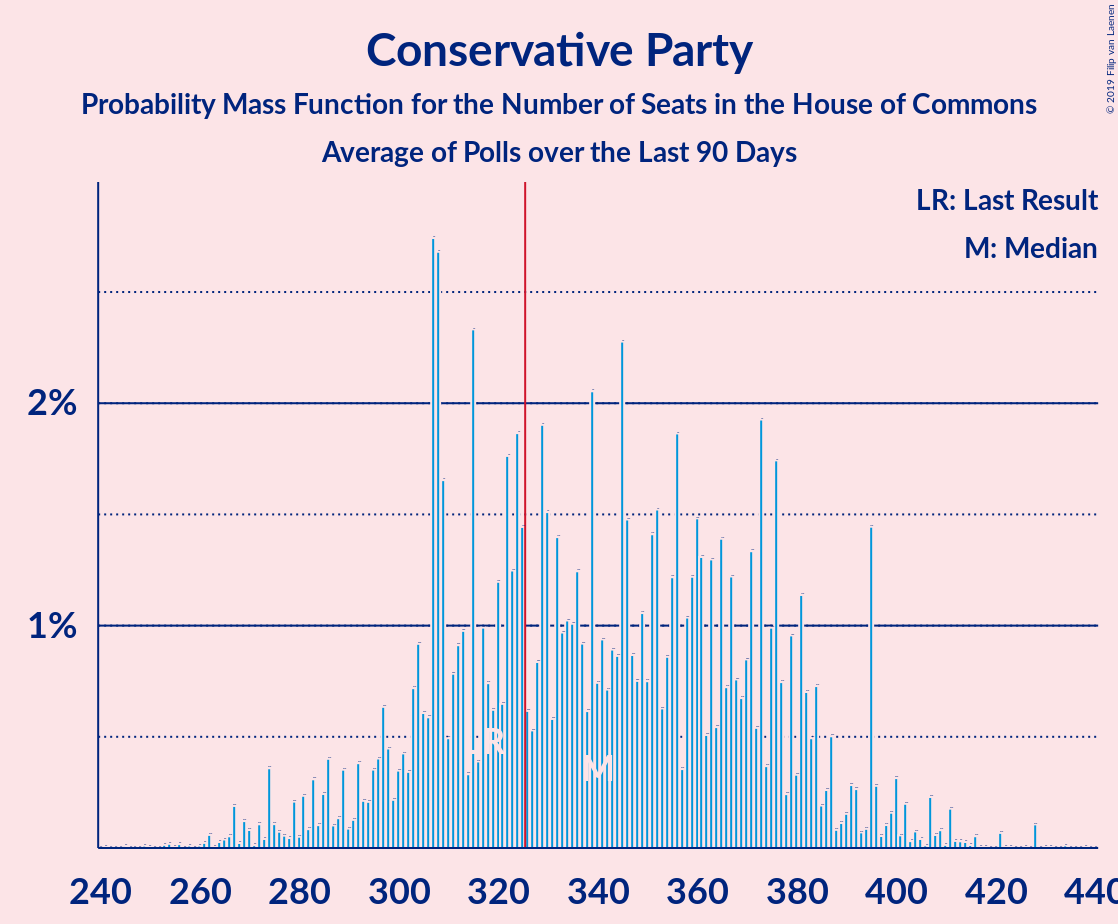 Conservative Party
Probability Mass Function for the Number of Seats in the House of Commons
Average of Polls over the Last 90 Days
© 2019 Filip van Laenen
LR: Last Result
M: Median
2%
1%
LR
M
240 260 280 300 320 340 360 380 400 420 440